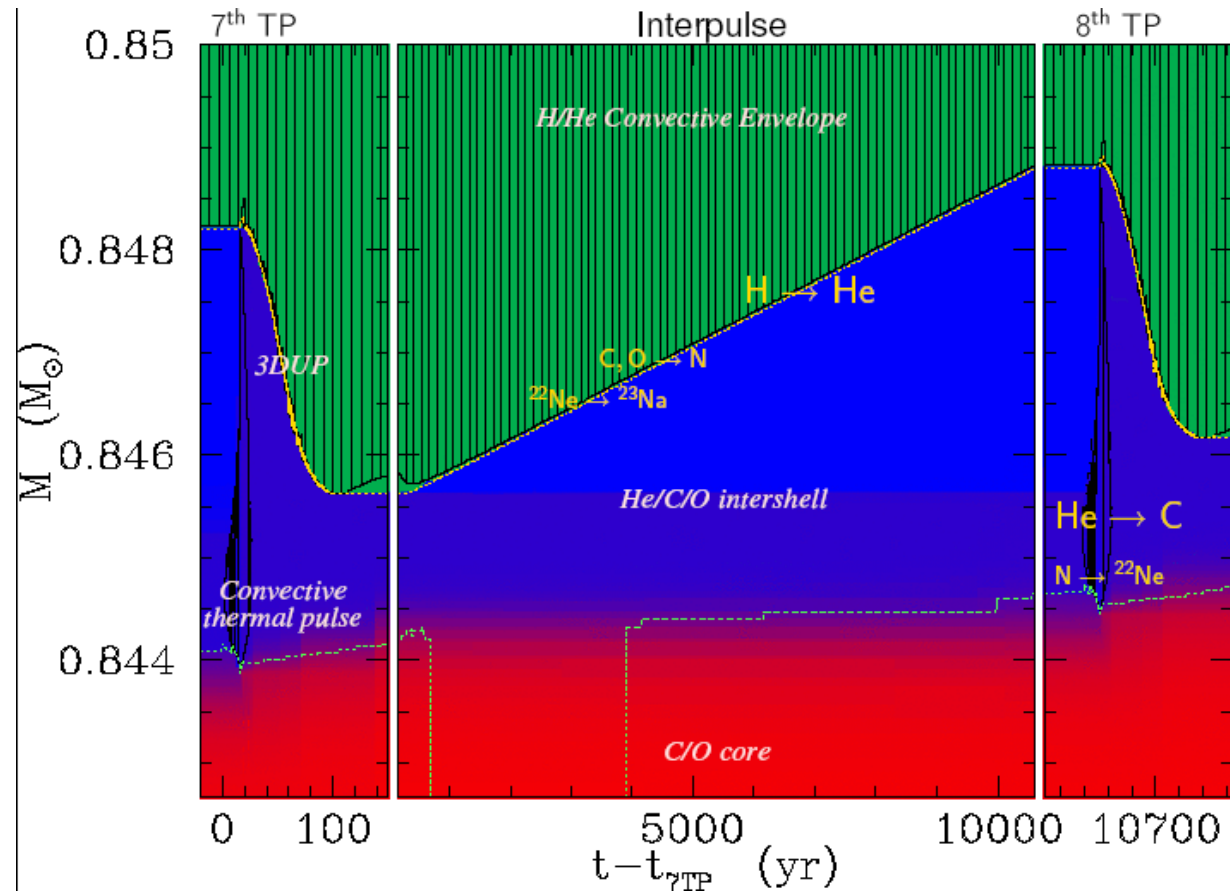 7th TP
Interpulse
8th TP
0.85
0.848
0.846
0.844
M (M☉)
H/He Convective Envelope
H → He
C, O → N
²²Ne → ²³Na
3DUP
He/C/O intershell
He → C
N → ²²Ne
Convective
thermal pulse
C/O core
0
100
5000
10000
10700
t−t₇TP (yr)